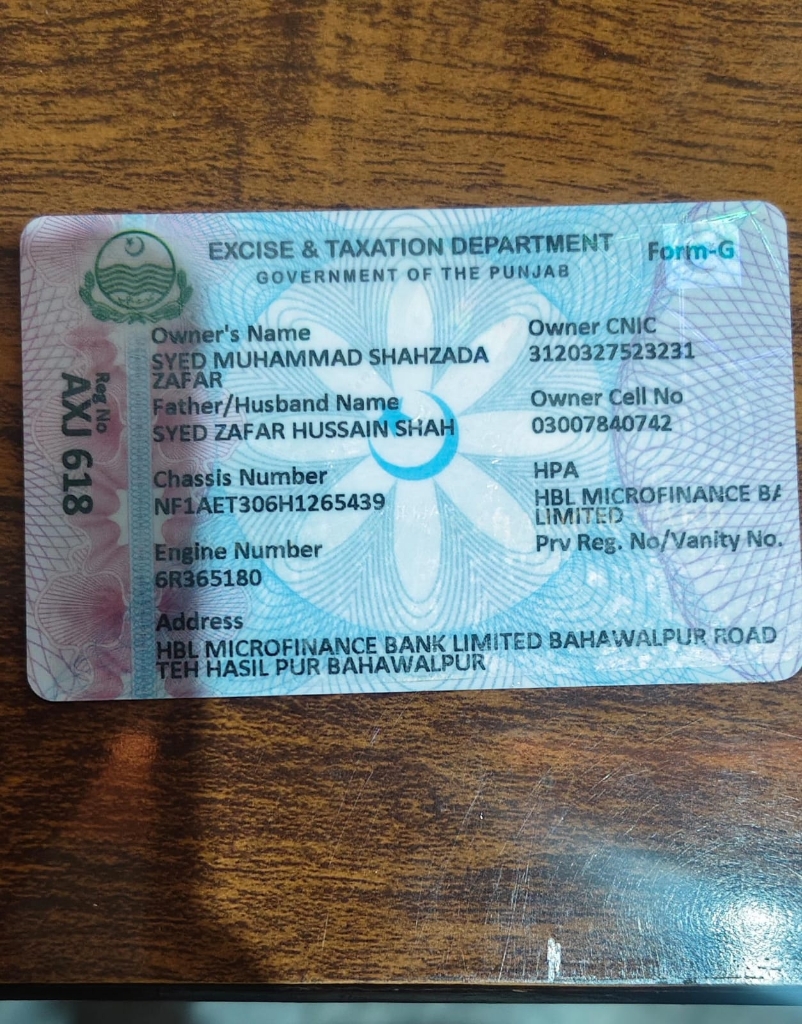 EXCISE & TAXATION DEPARTMENT
Form-G
GOVERNMENT OF THE PUNJAB
Reg No
AXJ 618
Owner's Name
SYED MUHAMMAD SHAHZADA
ZAFAR
Owner CNIC
3120327523231
Father/Husband Name
SYED ZAFAR HUSSAIN SHAH
Owner Cell No
03007840742
Chassis Number
NF1AET306H1265439
HPA
HBL MICROFINANCE BA
LIMITED
Engine Number
6R365180
Prv Reg. No/Vanity No.
Address
HBL MICROFINANCE BANK LIMITED BAHAWALPUR ROAD
TEH HASIL PUR BAHAWALPUR